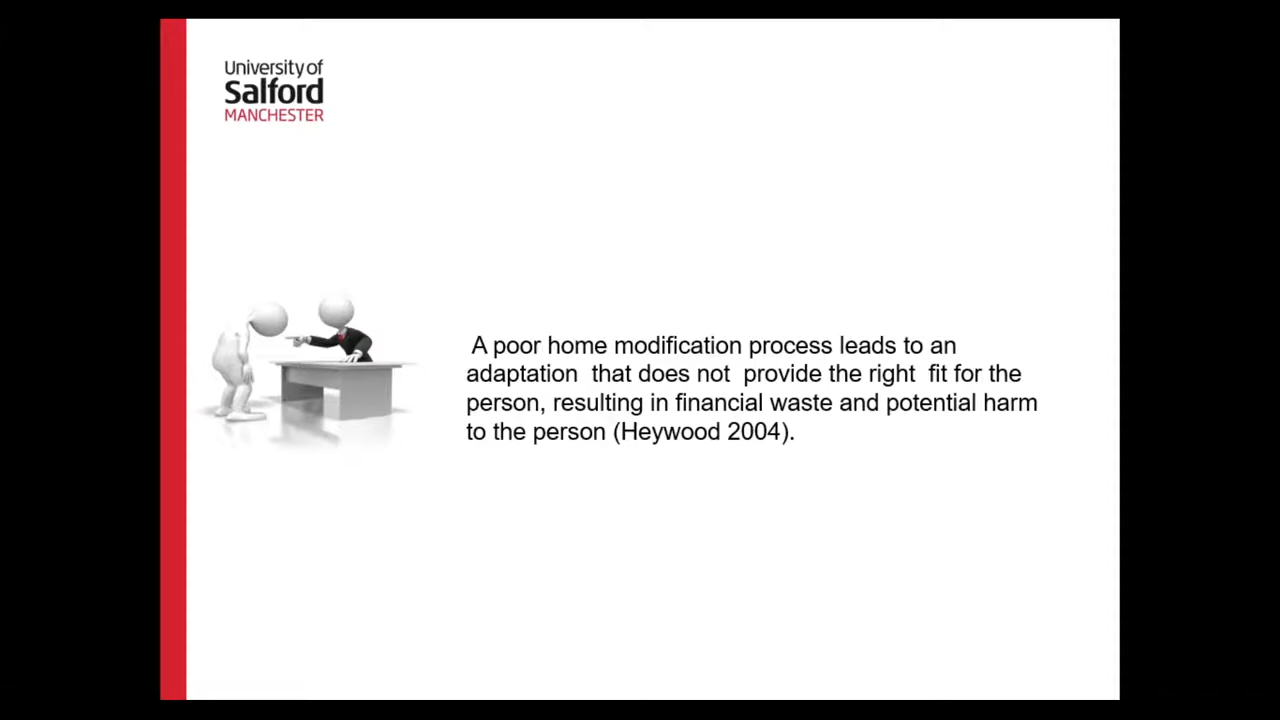 University of
Salford
MANCHESTER
A poor home modification process leads to an
adaptation  that does not  provide the right  fit for the
person, resulting in financial waste and potential harm
to the person (Heywood 2004).